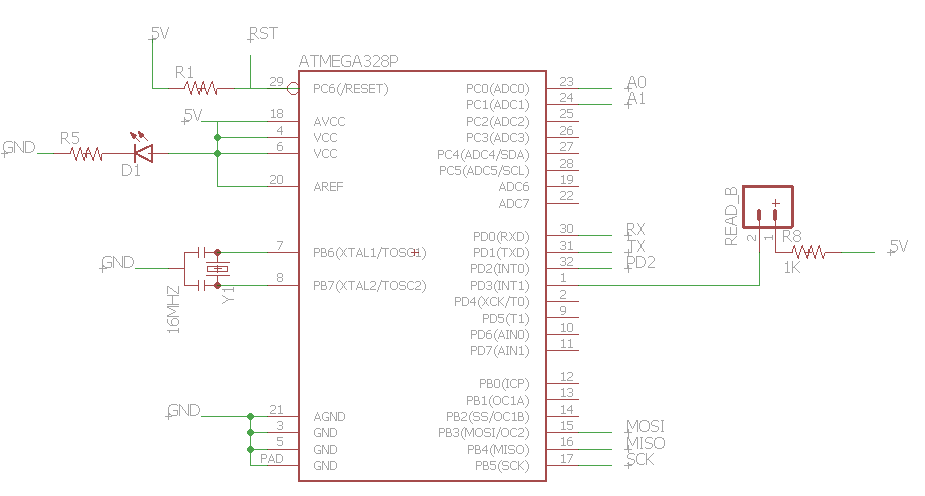 5V
RST
R1
ATMEGA328P
29
PC6(/RESET)
5V
18
AVCC
4
VCC
6
VCC
20
AREF
GND
R5
D1
GND
7
PB6(XTAL1/TOSC1)
8
PB7(XTAL2/TOSC2)
Y1
16MHZ
GND
21
AGND
3
GND
5
GND
PAD
GND
PC0(ADC0)
23
A0
PC1(ADC1)
24
A1
PC2(ADC2)
25
PC3(ADC3)
26
PC4(ADC4/SDA)
27
PC5(ADC5/SCL)
28
ADC6
19
ADC7
22
PD0(RXD)
30
RX
PD1(TXD)
31
TX
PD2(INT0)
32
PD2
PD3(INT1)
1
PD4(XCK/T0)
2
PD5(T1)
9
PD6(AIN0)
10
PD7(AIN1)
11
PB0(ICP)
12
PB1(OC1A)
13
PB2(SS/OC1B)
14
PB3(MOSI/OC2)
15
MOSI
PB4(MISO)
16
MISO
PB5(SCK)
17
SCK
READ_B
2
1
R8
1K
5V